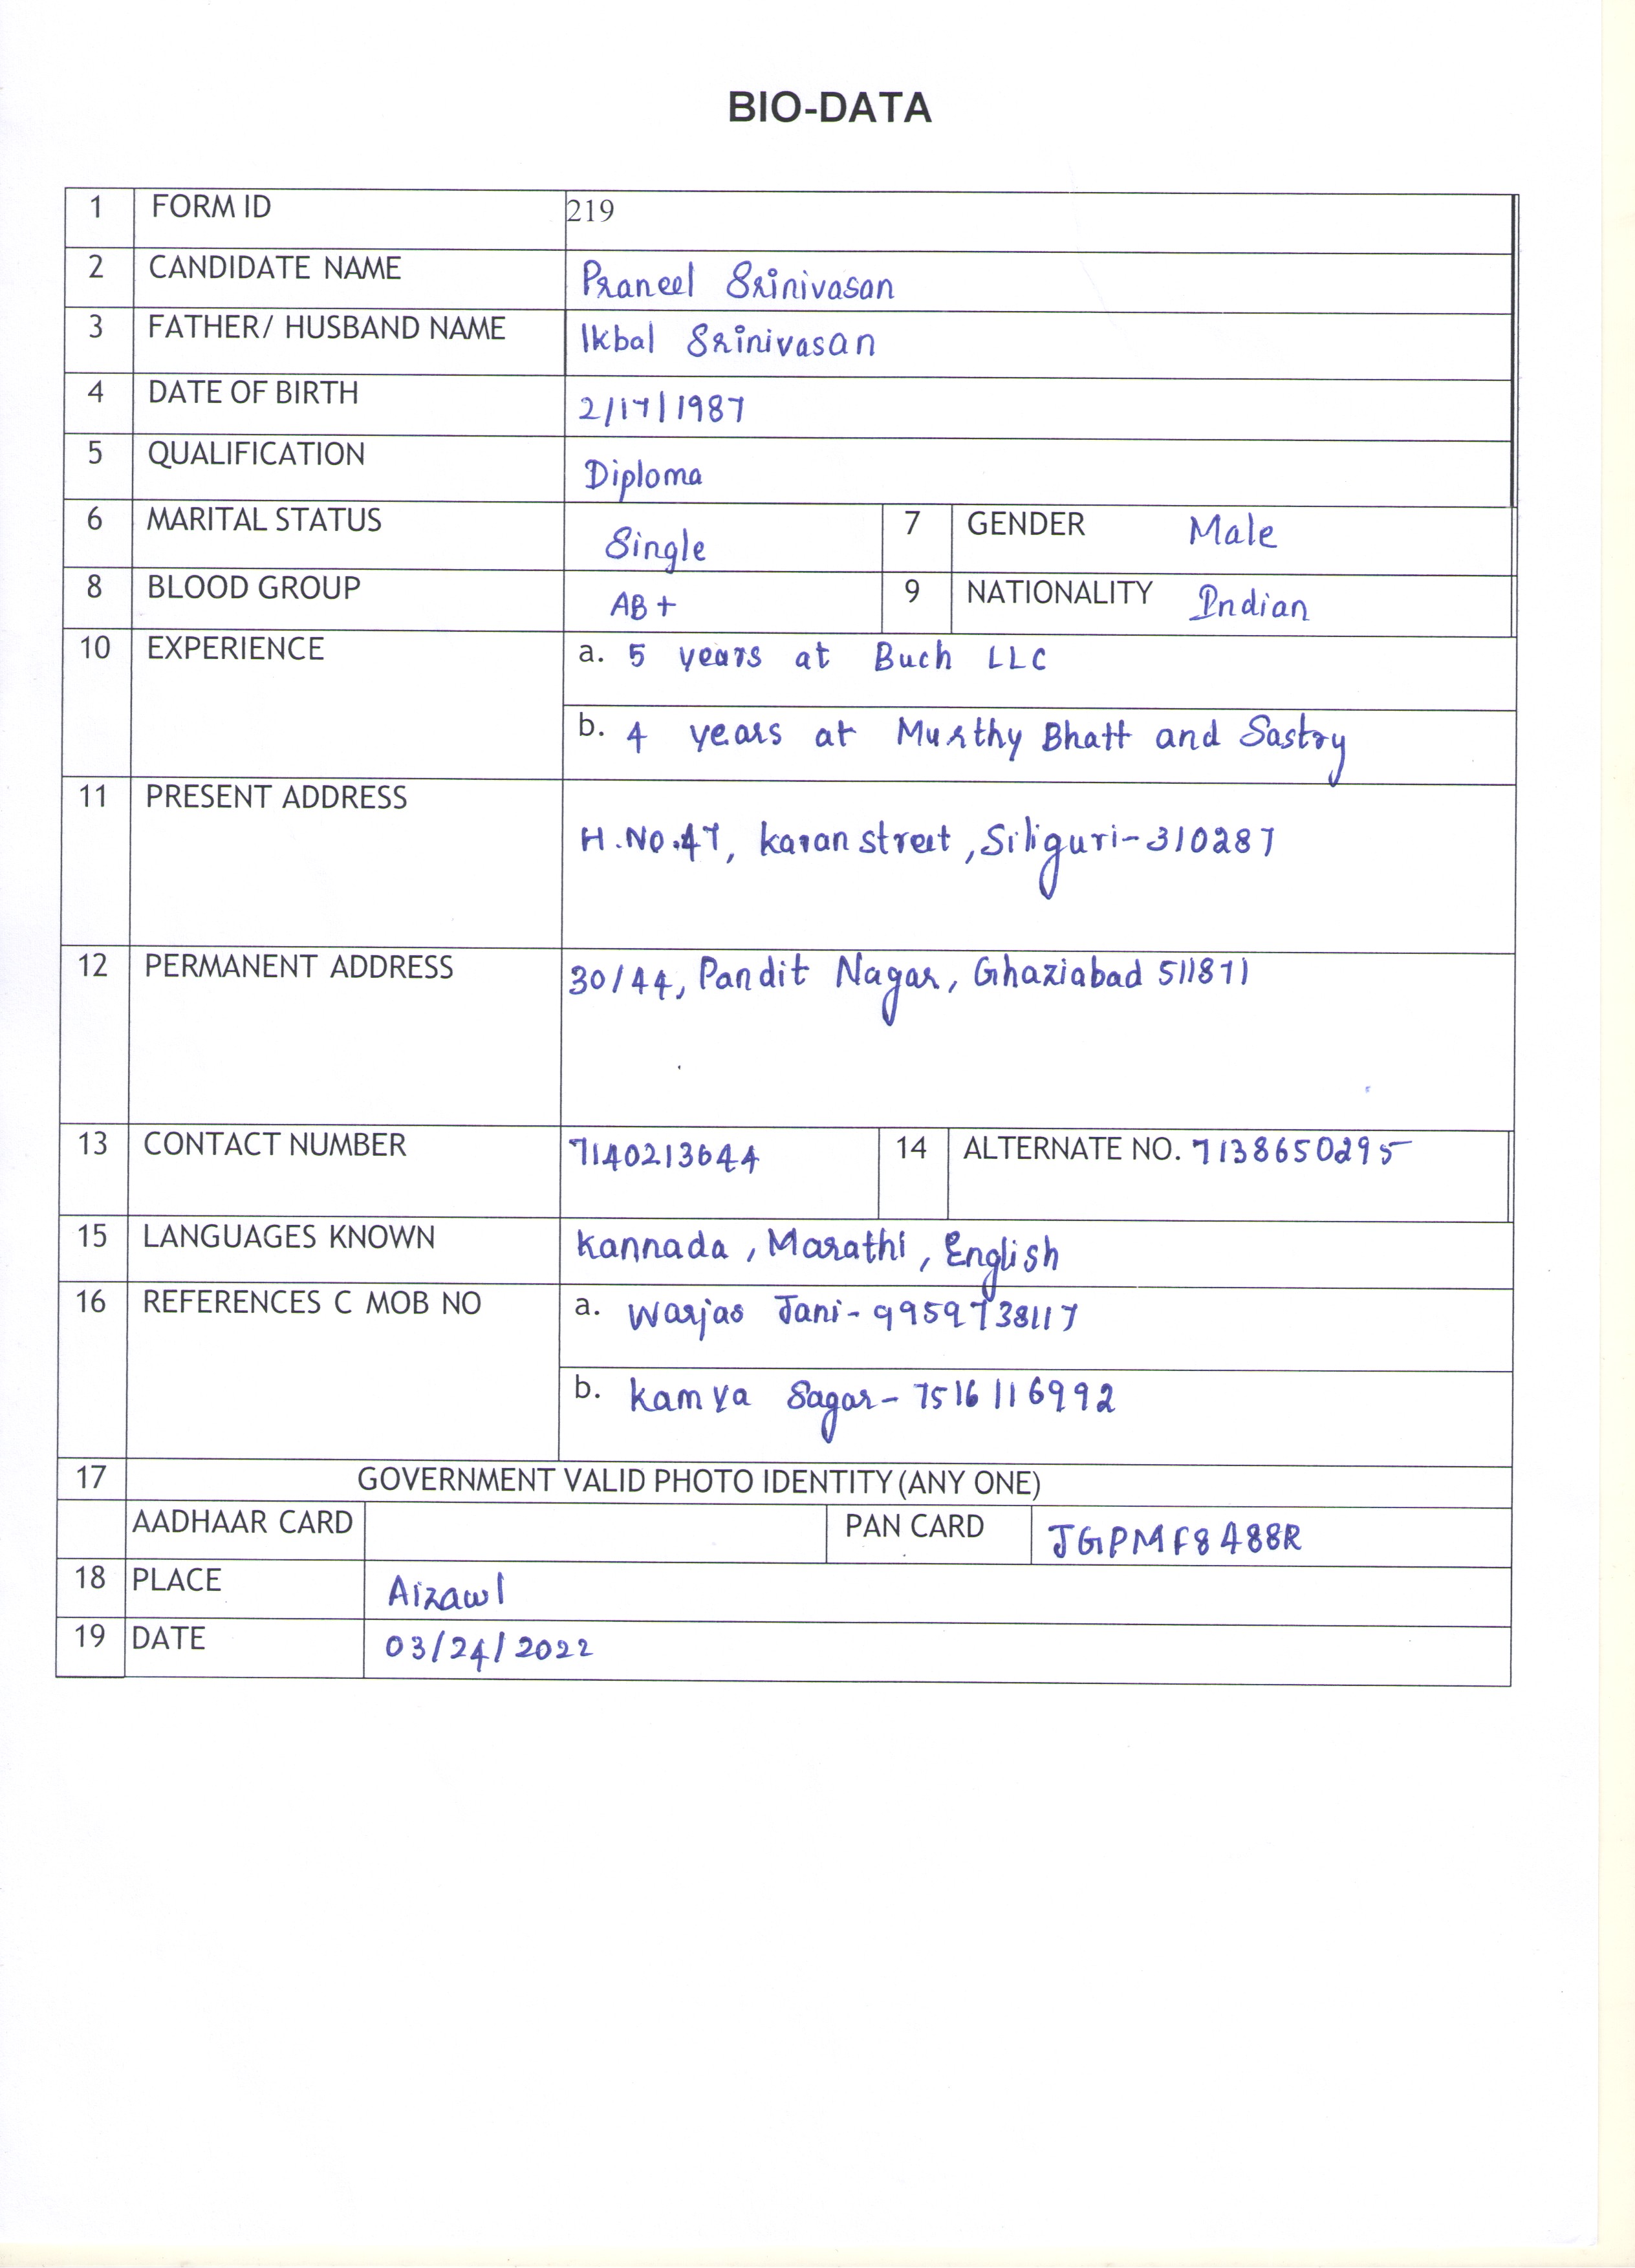 BIO-DATA
1 FORM ID 219
2 CANDIDATE NAME Praneel Srinivasan
3 FATHER/ HUSBAND NAME Ikbal Srinivasan
4 DATE OF BIRTH 2/17/1987
5 QUALIFICATION Diploma
6 MARITAL STATUS Single 7 GENDER Male
8 BLOOD GROUP AB+ 9 NATIONALITY Indian
10 EXPERIENCE a. 5 years at Buch LLC
b. 4 years at Murthy Bhatt and Sastry
11 PRESENT ADDRESS
H.No.47, karan street, Siliguri-310287
12 PERMANENT ADDRESS 30/44, Pandit Nagar, Ghaziabad 511871
13 CONTACT NUMBER 7140213644 14 ALTERNATE NO. 7138650295
15 LANGUAGES KNOWN kannada, Marathi, English
16 REFERENCES C MOB NO a. Warjas Jani-9959738117
b. kamya Sagar-7516116992
17 GOVERNMENT VALID PHOTO IDENTITY (ANY ONE)
AADHAAR CARD PAN CARD JGPMF8488R
18 PLACE Aizawl
19 DATE 03/24/2022